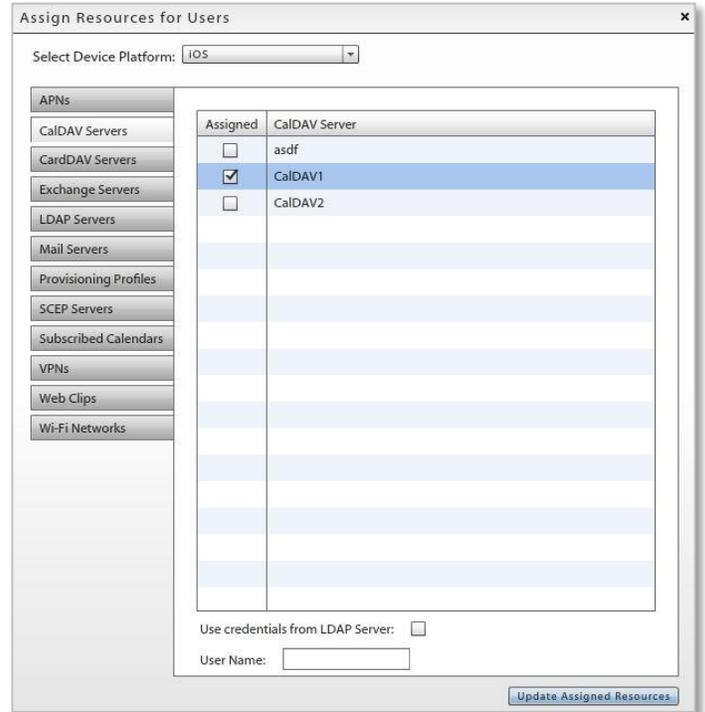 Assign Resources for Users
Select Device Platform: iOS
APNs
CalDAV Servers
CardDAV Servers
Exchange Servers
LDAP Servers
Mail Servers
Provisioning Profiles
SCEP Servers
Subscribed Calendars
VPNs
Web Clips
Wi-Fi Networks
Assigned CalDAV Server
asdf
CalDAV1
CalDAV2
Use credentials from LDAP Server:
User Name:
Update Assigned Resources